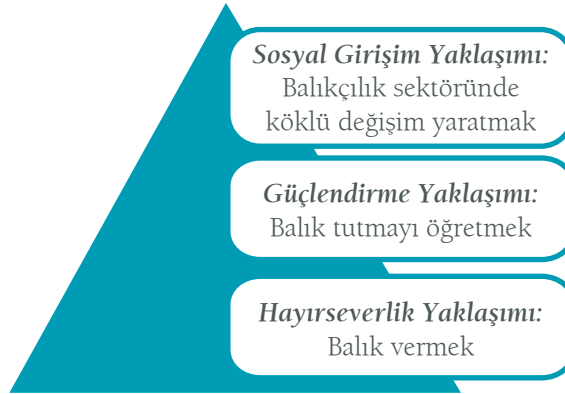 Sosyal Girişim Yaklaşımı:
Balıkçılık sektöründe
köklü değişim yaratmak
Güçlendirme Yaklaşımı:
Balık tutmayı öğretmek
Hayırseverlik Yaklaşımı:
Balık vermek